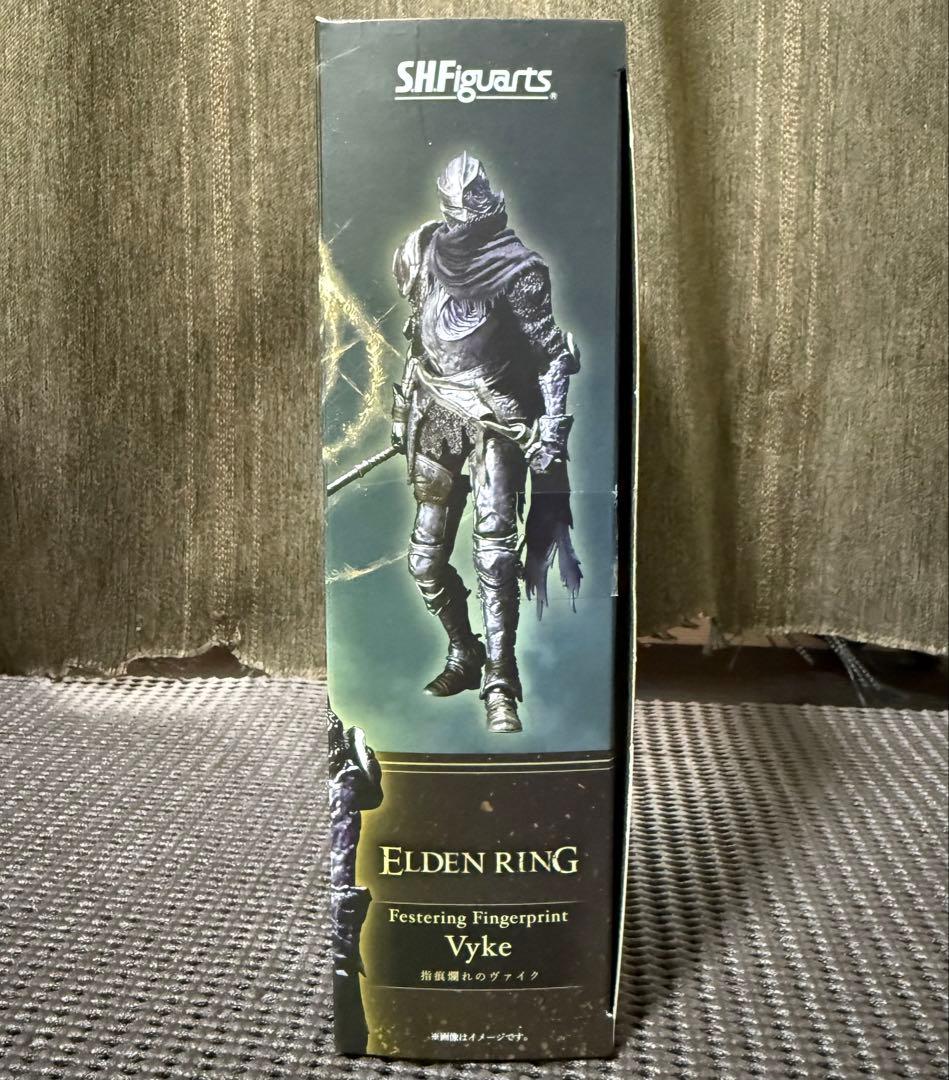 S.H.Figuarts®
ELDEN RING
Festering Fingerprint
Vyke
指痕爛れのヴァイク
※画像はイメージです。